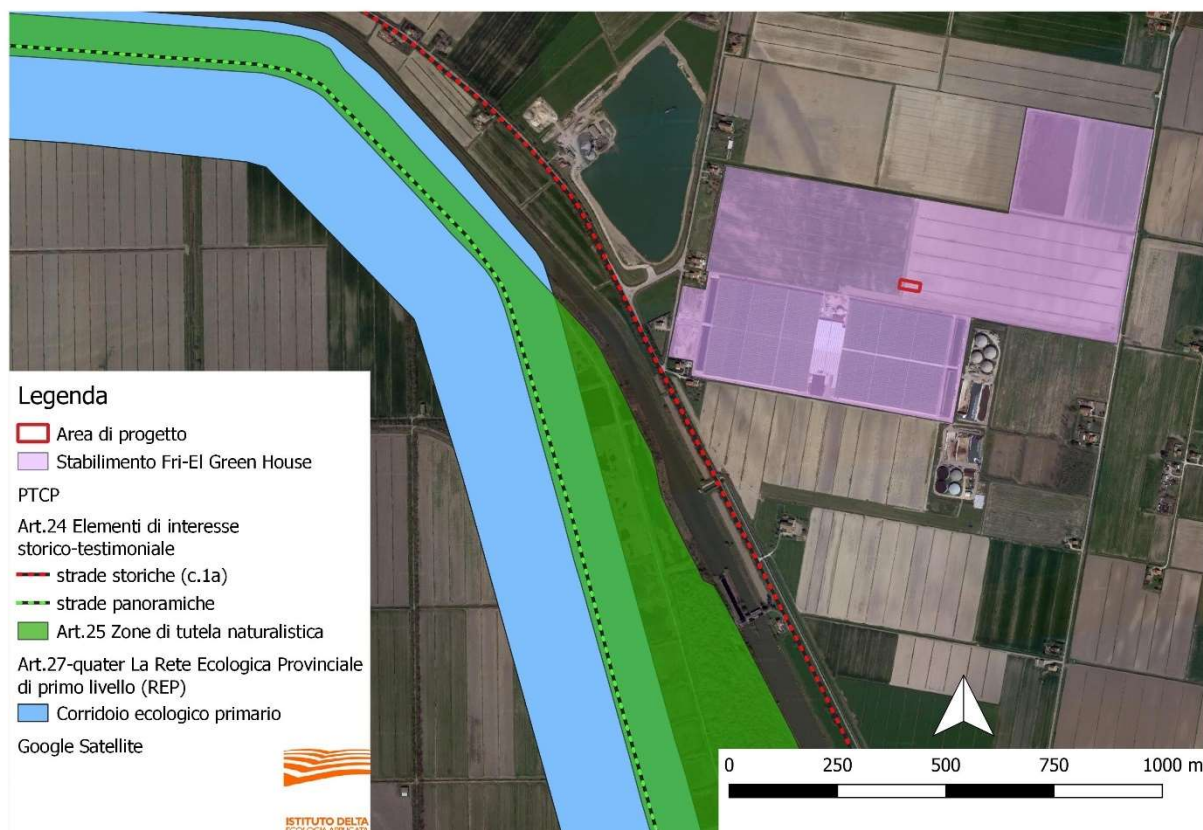 Legenda
Area di progetto
Stabilimento Fri-El Green House
PTCP
Art.24 Elementi di interesse
storico-testimoniale
strade storiche (c.1a)
strade panoramiche
Art.25 Zone di tutela naturalistica
Art.27-quater La Rete Ecologica Provinciale
di primo livello (REP)
Corridoio ecologico primario
Google Satellite
ISTITUTO DELTA
ECOLOGIA APPLICATA
0 250 500 750 1000 m